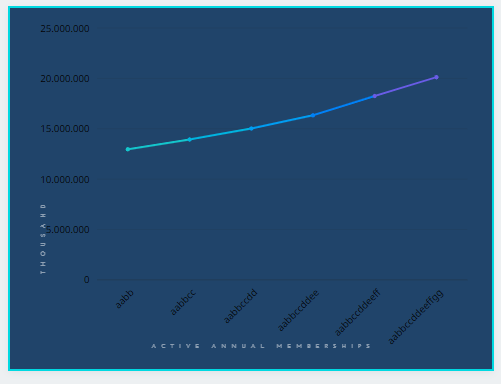 25.000.000
20.000.000
15.000.000
10.000.000
5.000.000
0
THOUSAHD
aabb
aabbcc
aabbccdd
aabbccddee
aabbccddeeff
aabbccddeeffgg
ACTIVE ANNUAL MEMBERSHIPS